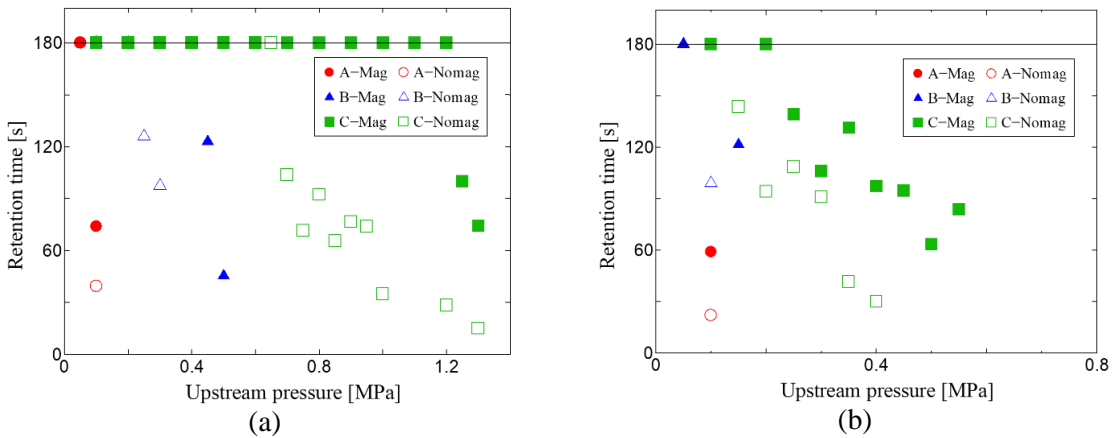 180
120
60
0
Retention time [s]
A−Mag A−Nomag
B−Mag B−Nomag
C−Mag C−Nomag
0 0.4 0.8 1.2
Upstream pressure [MPa]
(a)
180
120
60
0
Retention time [s]
A−Mag A−Nomag
B−Mag B−Nomag
C−Mag C−Nomag
0 0.4 0.8
Upstream pressure [MPa]
(b)